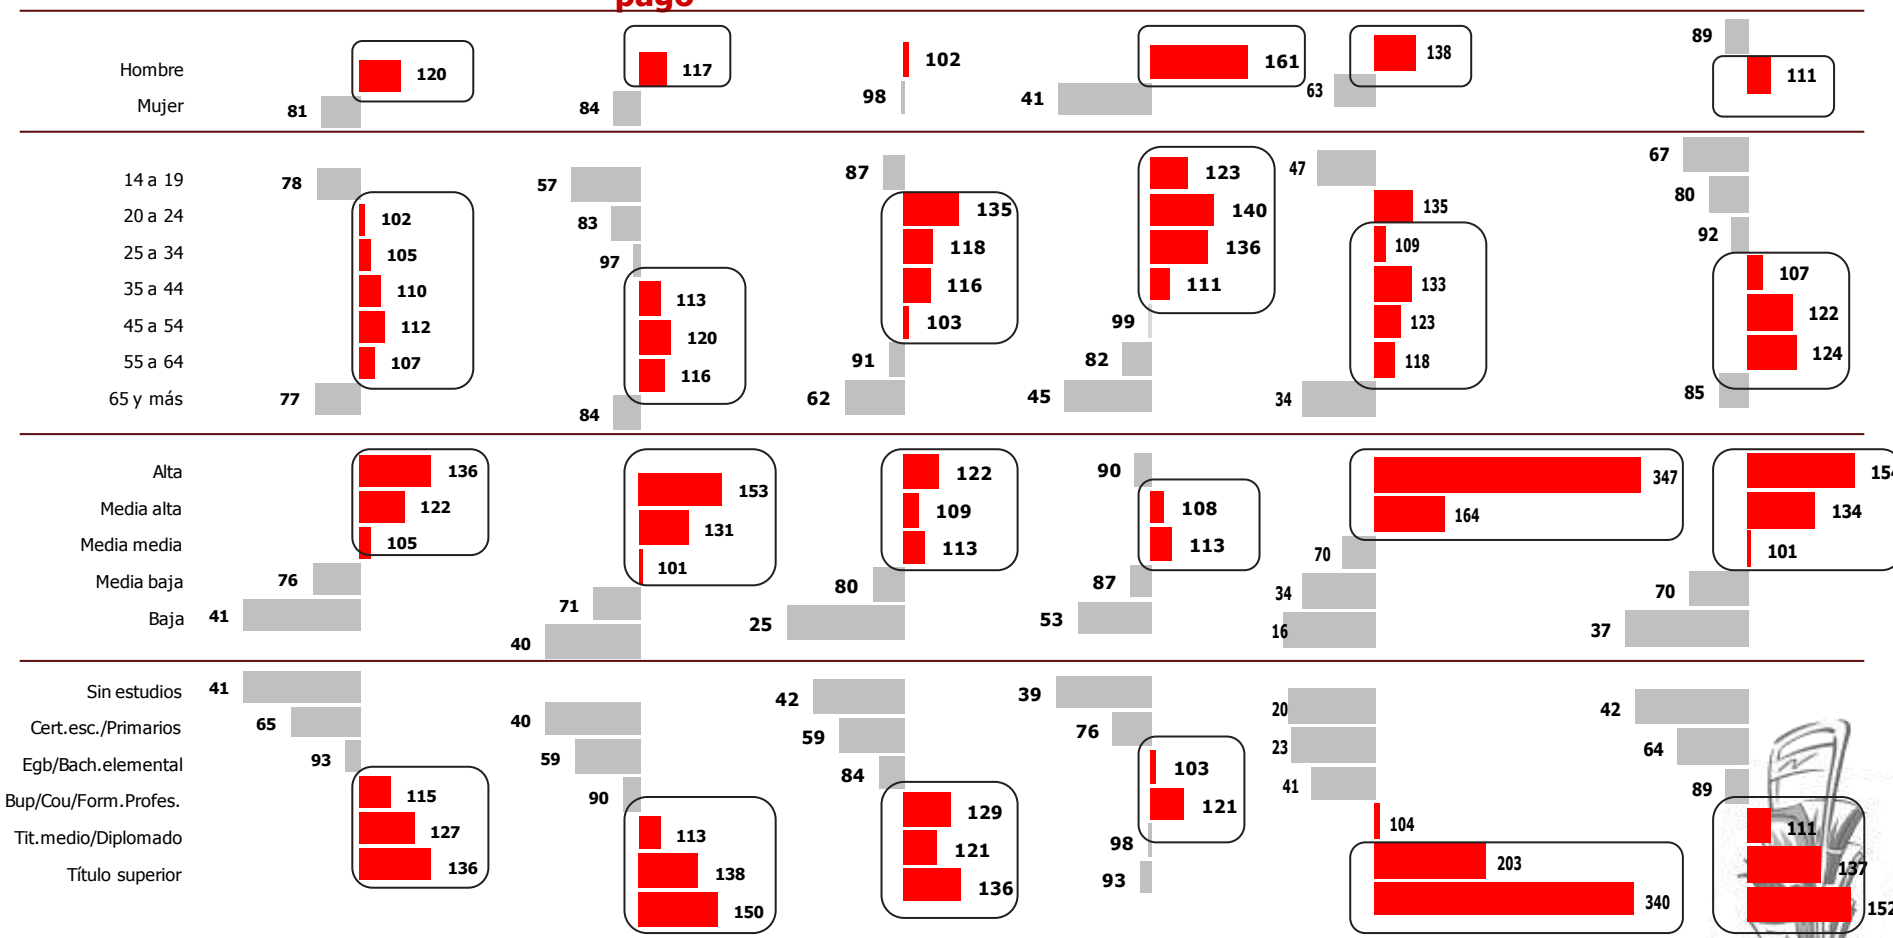 pago
89
Hombre 120 117 102 161 138 111
Mujer 81 84 98 41 63
14 a 19 78 57 87 123 47 67
20 a 24 102 83 135 140 135 80
25 a 34 105 97 118 136 109 92
35 a 44 110 113 116 111 133 107
45 a 54 112 120 103 99 123 122
55 a 64 107 116 91 82 118 124
65 y más 77 84 62 45 34 85
Alta 136 153 122 90 347 154
Media alta 122 131 109 108 164 134
Media media 105 101 113 113 70 101
Media baja 76 71 80 87 34 70
Baja 41 40 25 53 16 37
Sin estudios 41 40 42 39 20 42
Cert.esc./Primarios 65 59 59 76 23 64
Egb/Bach.elemental 93 90 84 103 41 89
Bup/Cou/Form.Profes. 115 113 129 121 104 111
Tit.medio/Diplomado 127 138 121 98 203 137
Título superior 136 150 136 93 340 152